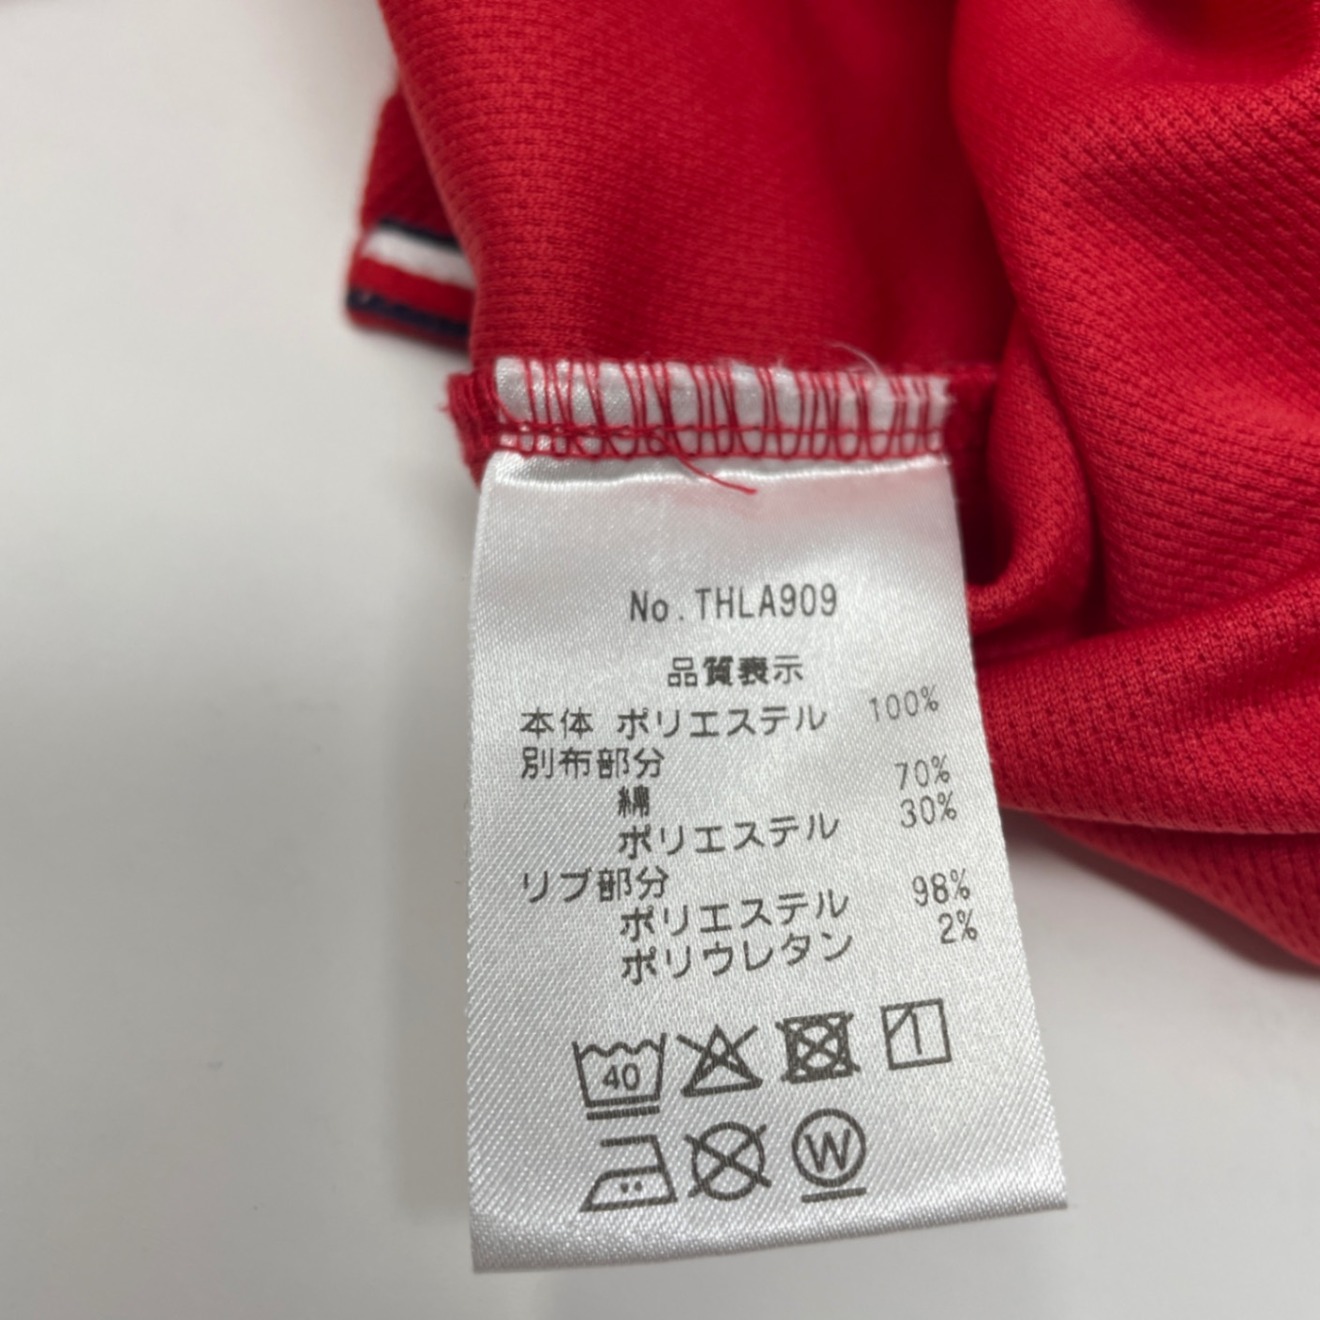 No.THLA909
品質表示
本体 ポリエステル 100%
別布部分
綿 70%
ポリエステル 30%
リブ部分
ポリエステル 98%
ポリウレタン 2%
40
W